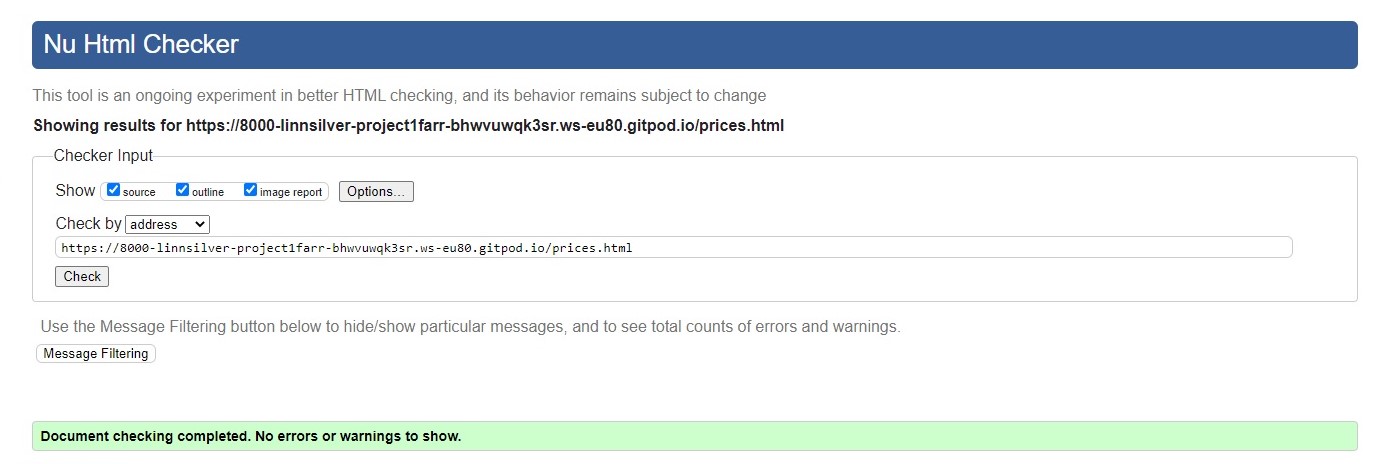 Nu Html Checker
This tool is an ongoing experiment in better HTML checking, and its behavior remains subject to change
Showing results for https://8000-linnsilver-project1farr-bhwvuwqk3sr.ws-eu80.gitpod.io/prices.html
Checker Input
Show source outline image report Options...
Check by address
https://8000-linnsilver-project1farr-bhwvuwqk3sr.ws-eu80.gitpod.io/prices.html
Check
Use the Message Filtering button below to hide/show particular messages, and to see total counts of errors and warnings.
Message Filtering
Document checking completed. No errors or warnings to show.